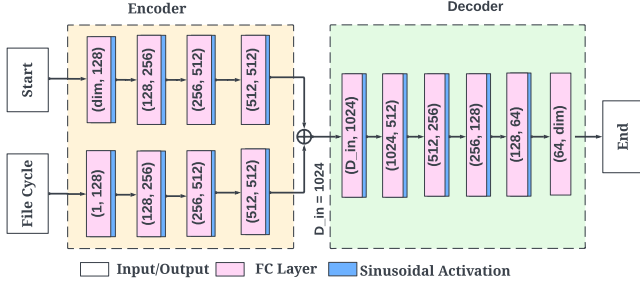 Encoder
Decoder
Start
(dim, 128)
(128, 256)
(256, 512)
(512, 512)
File Cycle
(1, 128)
(128, 256)
(256, 512)
(512, 512)
D_in = 1024
(D_in, 1024)
(1024, 512)
(512, 256)
(256, 128)
(128, 64)
(64, dim)
End
Input/Output
FC Layer
Sinusoidal Activation